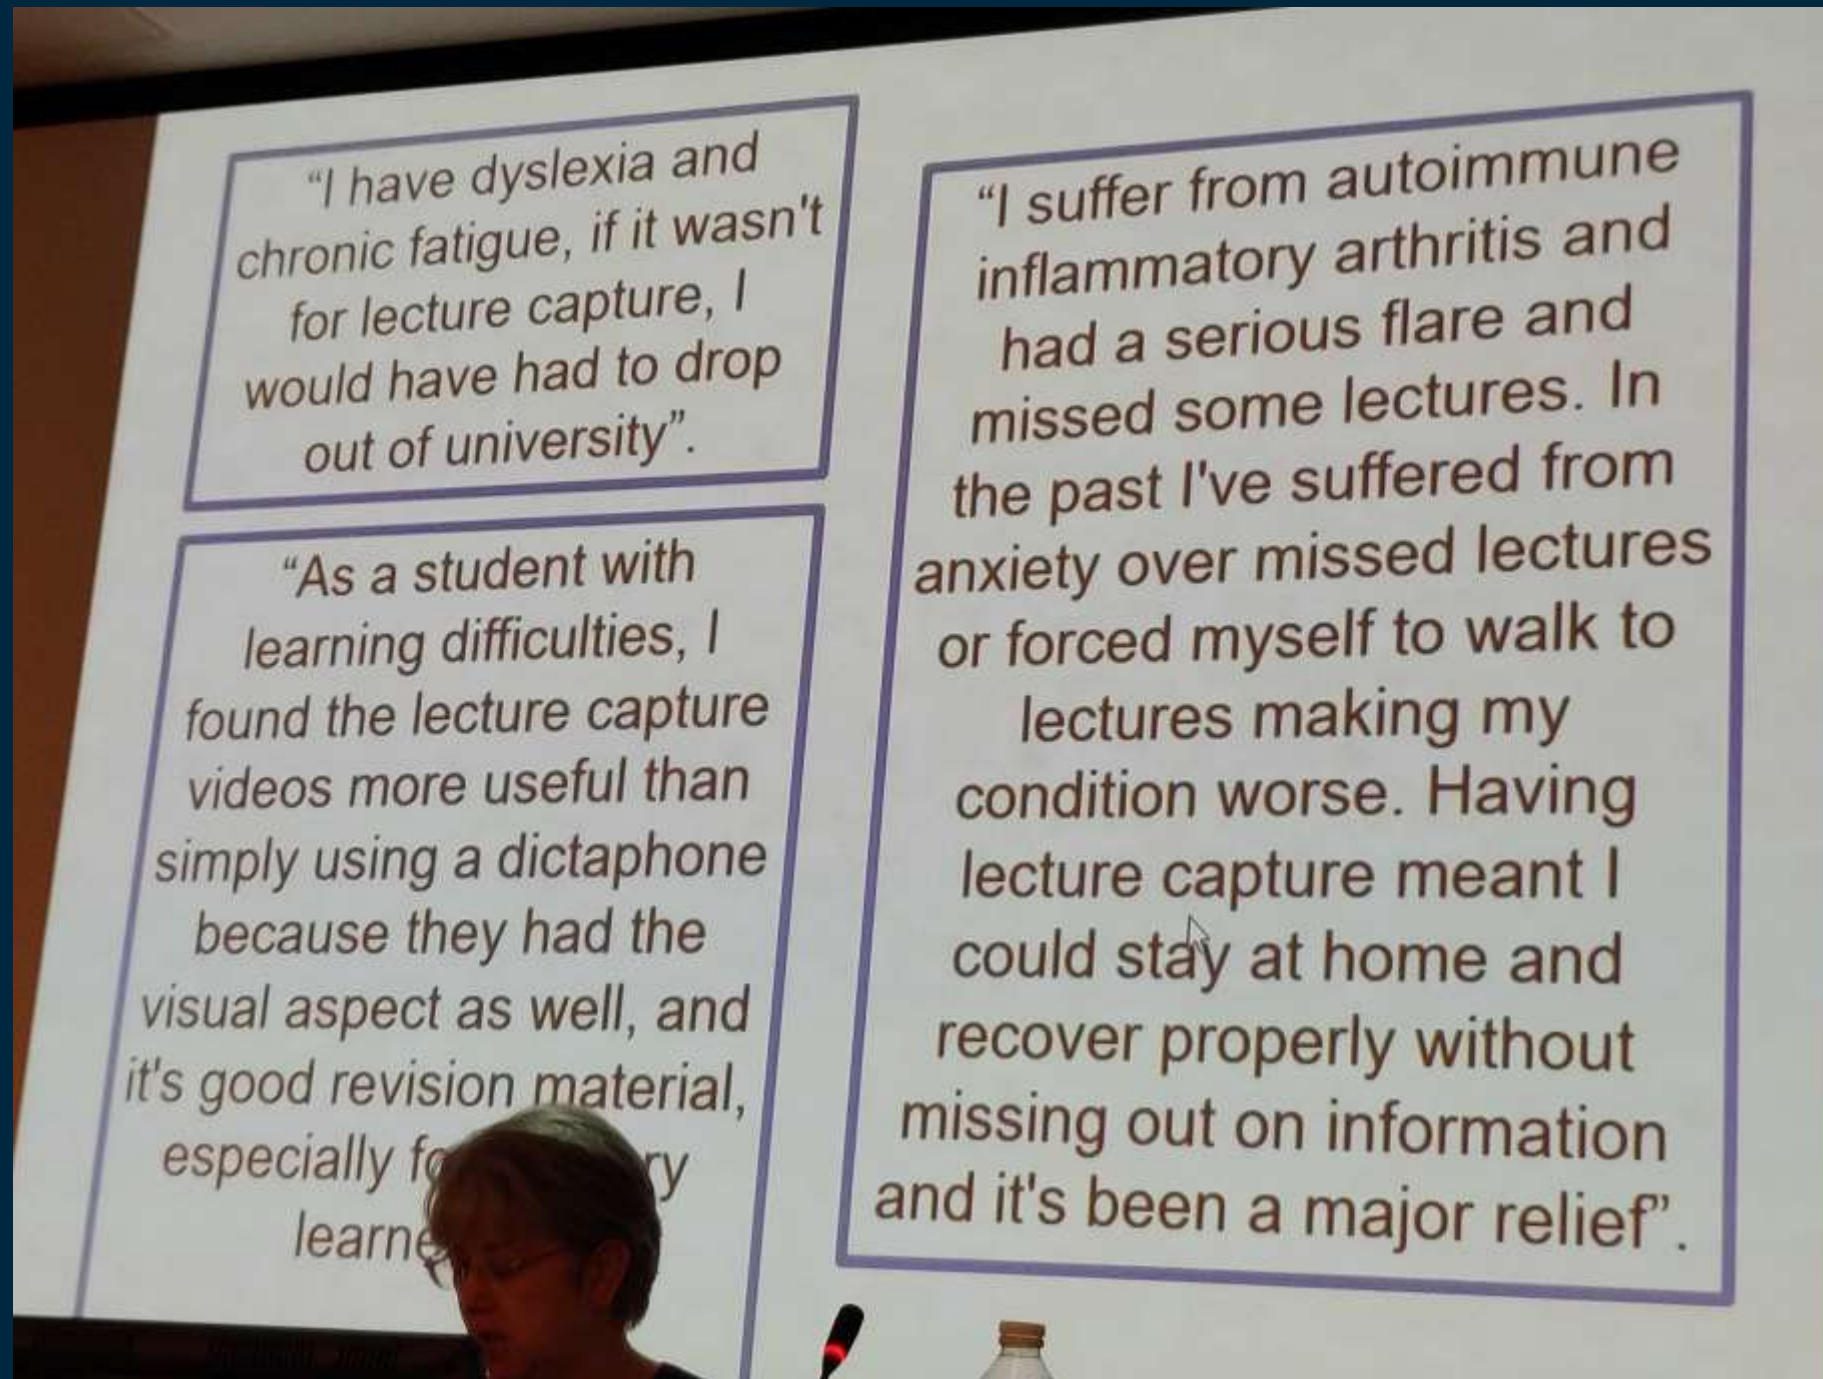 “I have dyslexia and
chronic fatigue, if it wasn't
for lecture capture, I
would have had to drop
out of university”.
“As a student with
learning difficulties, I
found the lecture capture
videos more useful than
simply using a dictaphone
because they had the
visual aspect as well, and
it's good revision material,
especially
“I suffer from autoimmune
inflammatory arthritis and
had a serious flare and
missed some lectures. In
the past I've suffered from
anxiety over missed lectures
or forced myself to walk to
lectures making my
condition worse. Having
lecture capture meant I
could stay at home and
recover properly without
missing out on information
and it's been a major relief”.